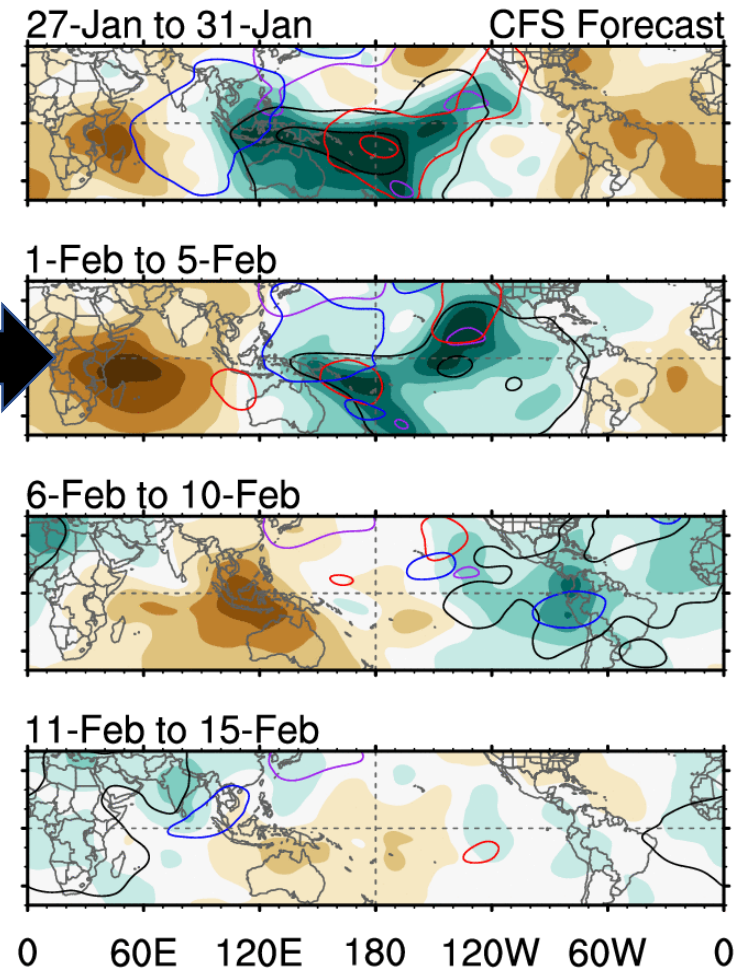 27-Jan to 31-Jan CFS Forecast
1-Feb to 5-Feb
6-Feb to 10-Feb
11-Feb to 15-Feb
0 60E 120E 180 120W 60W 0